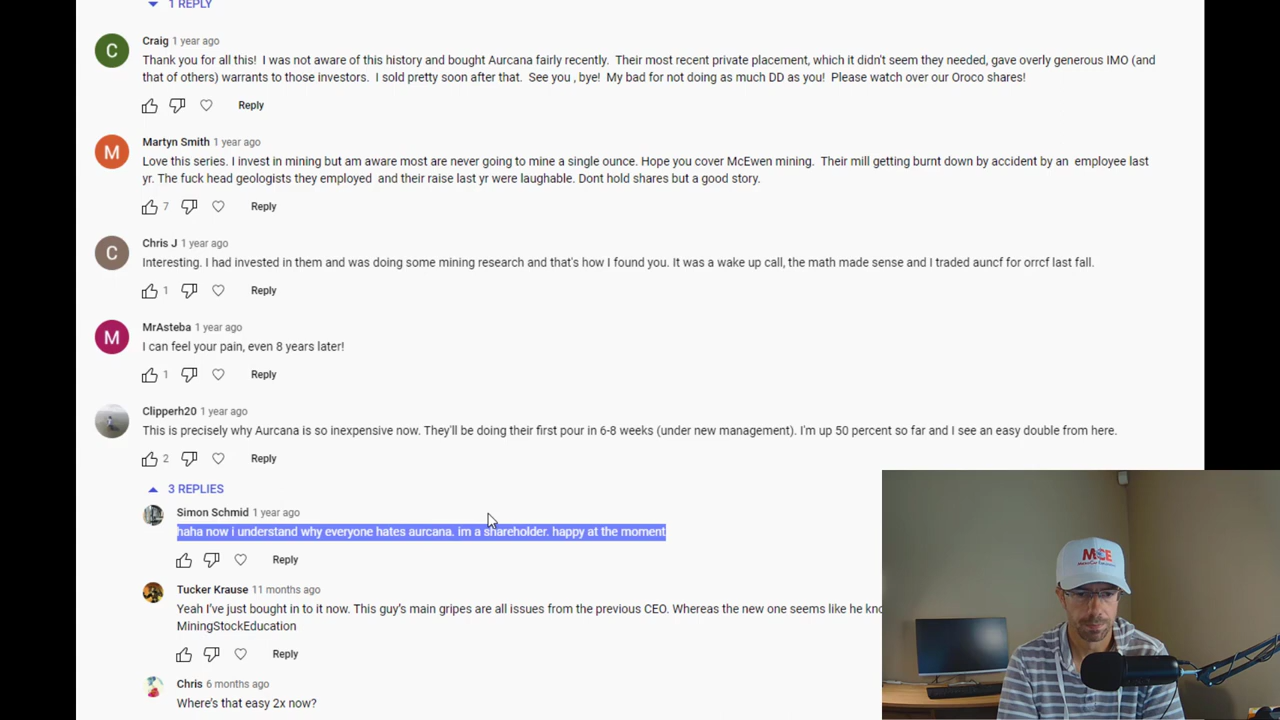 1 REPLY
C
Craig 1 year ago
Thank you for all this! I was not aware of this history and bought Aurcana fairly recently. Their most recent private placement, which it didn't seem they needed, gave overly generous IMO (and
that of others) warrants to those investors. I sold pretty soon after that. See you , bye! My bad for not doing as much DD as you! Please watch over our Oroco shares!
Reply
M
Martyn Smith 1 year ago
Love this series. I invest in mining but am aware most are never going to mine a single ounce. Hope you cover McEwen mining. Their mill getting burnt down by accident by an employee last
yr. The fuck head geologists they employed and their raise last yr were laughable. Dont hold shares but a good story.
7 Reply
C
Chris J 1 year ago
Interesting. I had invested in them and was doing some mining research and that's how I found you. It was a wake up call, the math made sense and I traded auncf for orrcf last fall.
1 Reply
M
MrAsteba 1 year ago
I can feel your pain, even 8 years later!
1 Reply
Clipperh20 1 year ago
This is precisely why Aurcana is so inexpensive now. They'll be doing their first pour in 6-8 weeks (under new management). I'm up 50 percent so far and I see an easy double from here.
2 Reply
3 REPLIES
Simon Schmid 1 year ago
haha now i understand why everyone hates aurcana. im a shareholder. happy at the moment
Reply
Tucker Krause 11 months ago
Yeah I've just bought in to it now. This guy's main gripes are all issues from the previous CEO. Whereas the new one seems like he kno
MiningStockEducation
Reply
Chris 6 months ago
Where's that easy 2x now?
MCE